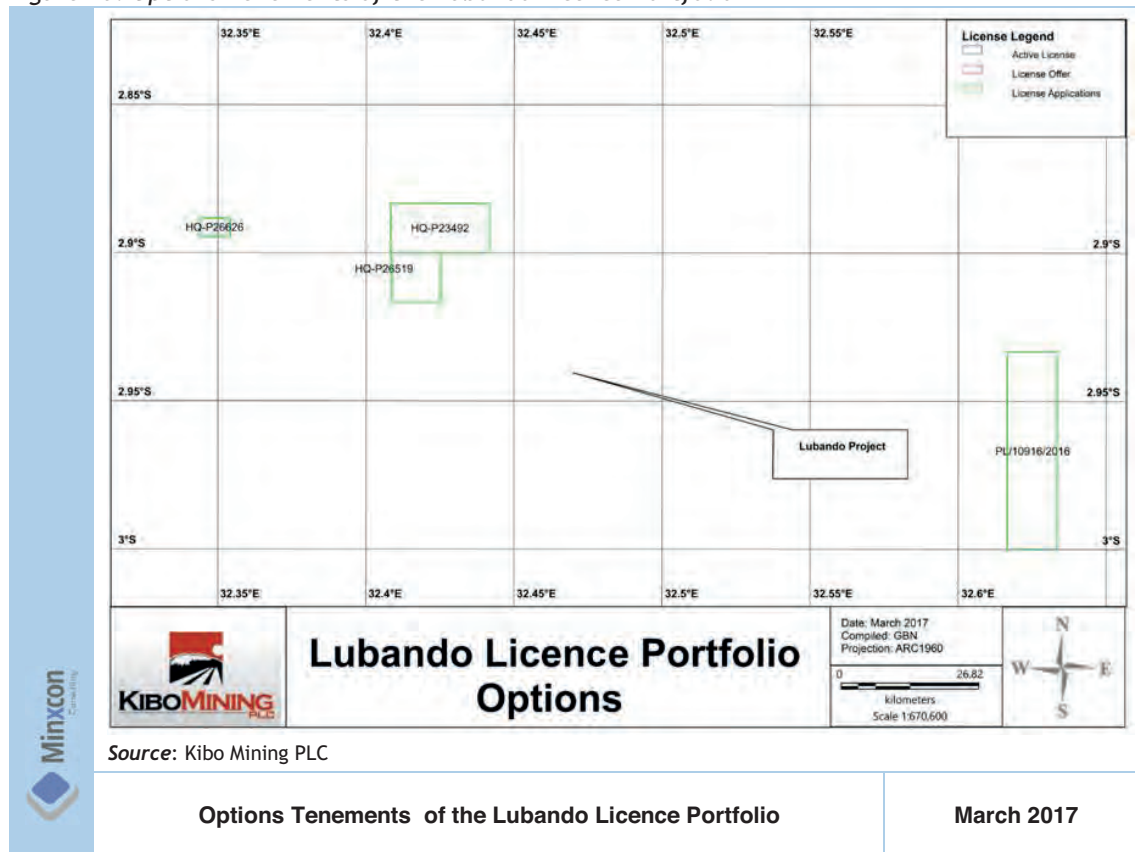 32.35°E 32.4°E 32.45°E 32.5°E 32.55°E
License Legend
Active License
License Offer
License Applications
2.85°S
HQ-P26626
HQ-P23492
2.9°S 2.9°S
HQ-P26519
2.95°S 2.95°S
Lubando Project
PL/10916/2016
3°S 3°S
32.35°E 32.4°E 32.45°E 32.5°E 32.55°E 32.6°E
KIBOMINING
PLC
Lubando Licence Portfolio
Options
Date: March 2017
Compiled: GBN
Projection: ARC1960
0 26.82
kilometers
Scale 1:670,600
N
W E
S
Minxcon
Consulting
Source: Kibo Mining PLC
Options Tenements of the Lubando Licence Portfolio
March 2017